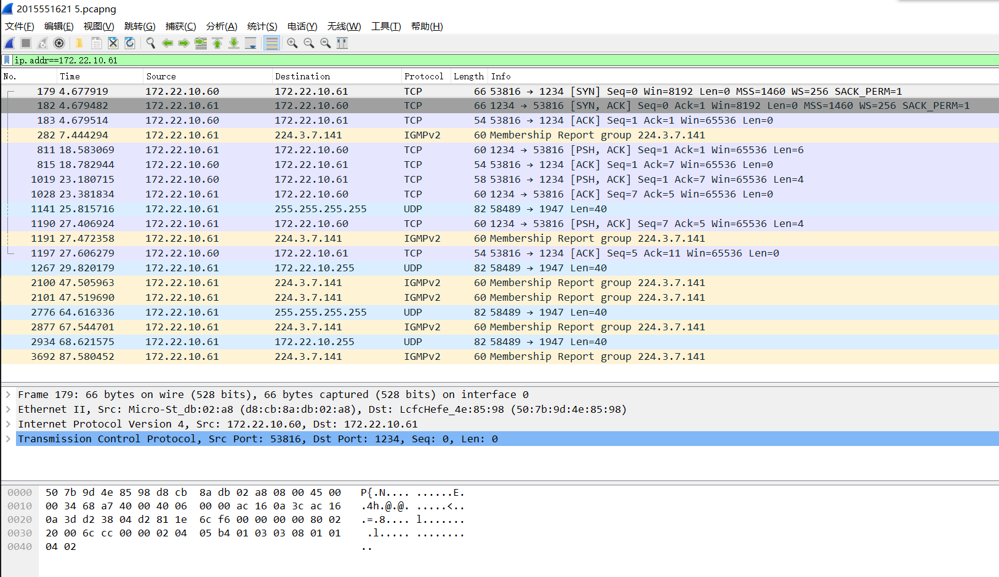 2015551621 5.pcapng
文件(F) 编辑(E) 视图(V) 跳转(G) 捕获(C) 分析(A) 统计(S) 电话(Y) 无线(W) 工具(T) 帮助(H)
ip.addr==172.22.10.61
No. Time Source Destination Protocol Length Info
179 4.677919 172.22.10.60 172.22.10.61 TCP 66 53816 → 1234 [SYN] Seq=0 Win=8192 Len=0 MSS=1460 WS=256 SACK_PERM=1
182 4.679482 172.22.10.61 172.22.10.60 TCP 66 1234 → 53816 [SYN, ACK] Seq=0 Ack=1 Win=8192 Len=0 MSS=1460 WS=256 SACK_PERM=1
183 4.679514 172.22.10.60 172.22.10.61 TCP 54 53816 → 1234 [ACK] Seq=1 Ack=1 Win=65536 Len=0
282 7.444294 172.22.10.61 224.3.7.141 IGMPv2 60 Membership Report group 224.3.7.141
811 18.583069 172.22.10.61 172.22.10.60 TCP 60 1234 → 53816 [PSH, ACK] Seq=1 Ack=1 Win=65536 Len=6
815 18.782944 172.22.10.60 172.22.10.61 TCP 54 53816 → 1234 [ACK] Seq=1 Ack=7 Win=65536 Len=0
1019 23.180715 172.22.10.60 172.22.10.61 TCP 58 53816 → 1234 [PSH, ACK] Seq=1 Ack=7 Win=65536 Len=4
1028 23.381834 172.22.10.61 172.22.10.60 TCP 60 1234 → 53816 [ACK] Seq=7 Ack=5 Win=65536 Len=0
1141 25.815716 172.22.10.61 255.255.255.255 UDP 82 58489 → 1947 Len=40
1190 27.406924 172.22.10.61 172.22.10.60 TCP 60 1234 → 53816 [PSH, ACK] Seq=7 Ack=5 Win=65536 Len=4
1191 27.472358 172.22.10.61 224.3.7.141 IGMPv2 60 Membership Report group 224.3.7.141
1197 27.606279 172.22.10.60 172.22.10.61 TCP 54 53816 → 1234 [ACK] Seq=5 Ack=11 Win=65536 Len=0
1267 29.820179 172.22.10.61 172.22.10.255 UDP 82 58489 → 1947 Len=40
2100 47.505963 172.22.10.61 224.3.7.141 IGMPv2 60 Membership Report group 224.3.7.141
2101 47.519690 172.22.10.61 224.3.7.141 IGMPv2 60 Membership Report group 224.3.7.141
2776 64.616336 172.22.10.61 255.255.255.255 UDP 82 58489 → 1947 Len=40
2877 67.544701 172.22.10.61 224.3.7.141 IGMPv2 60 Membership Report group 224.3.7.141
2934 68.621575 172.22.10.61 172.22.10.255 UDP 82 58489 → 1947 Len=40
3692 87.580452 172.22.10.61 224.3.7.141 IGMPv2 60 Membership Report group 224.3.7.141
Frame 179: 66 bytes on wire (528 bits), 66 bytes captured (528 bits) on interface 0
Ethernet II, Src: Micro-St_db:02:a8 (d8:cb:8a:db:02:a8), Dst: LcfcHefe_4e:85:98 (50:7b:9d:4e:85:98)
Internet Protocol Version 4, Src: 172.22.10.60, Dst: 172.22.10.61
Transmission Control Protocol, Src Port: 53816, Dst Port: 1234, Seq: 0, Len: 0
0000 50 7b 9d 4e 85 98 d8 cb 8a db 02 a8 08 00 45 00 P{.N.... ......E.
0010 00 34 68 a7 40 00 40 06 00 00 ac 16 0a 3c ac 16 .4h.@.@. .....<..
0020 0a 3d d2 38 04 d2 81 1e 6c f6 00 00 00 00 80 02 .=.8.... l.......
0030 20 00 6c cc 00 00 02 04 05 b4 01 03 03 08 01 01 .l..... ........
0040 04 02 ..